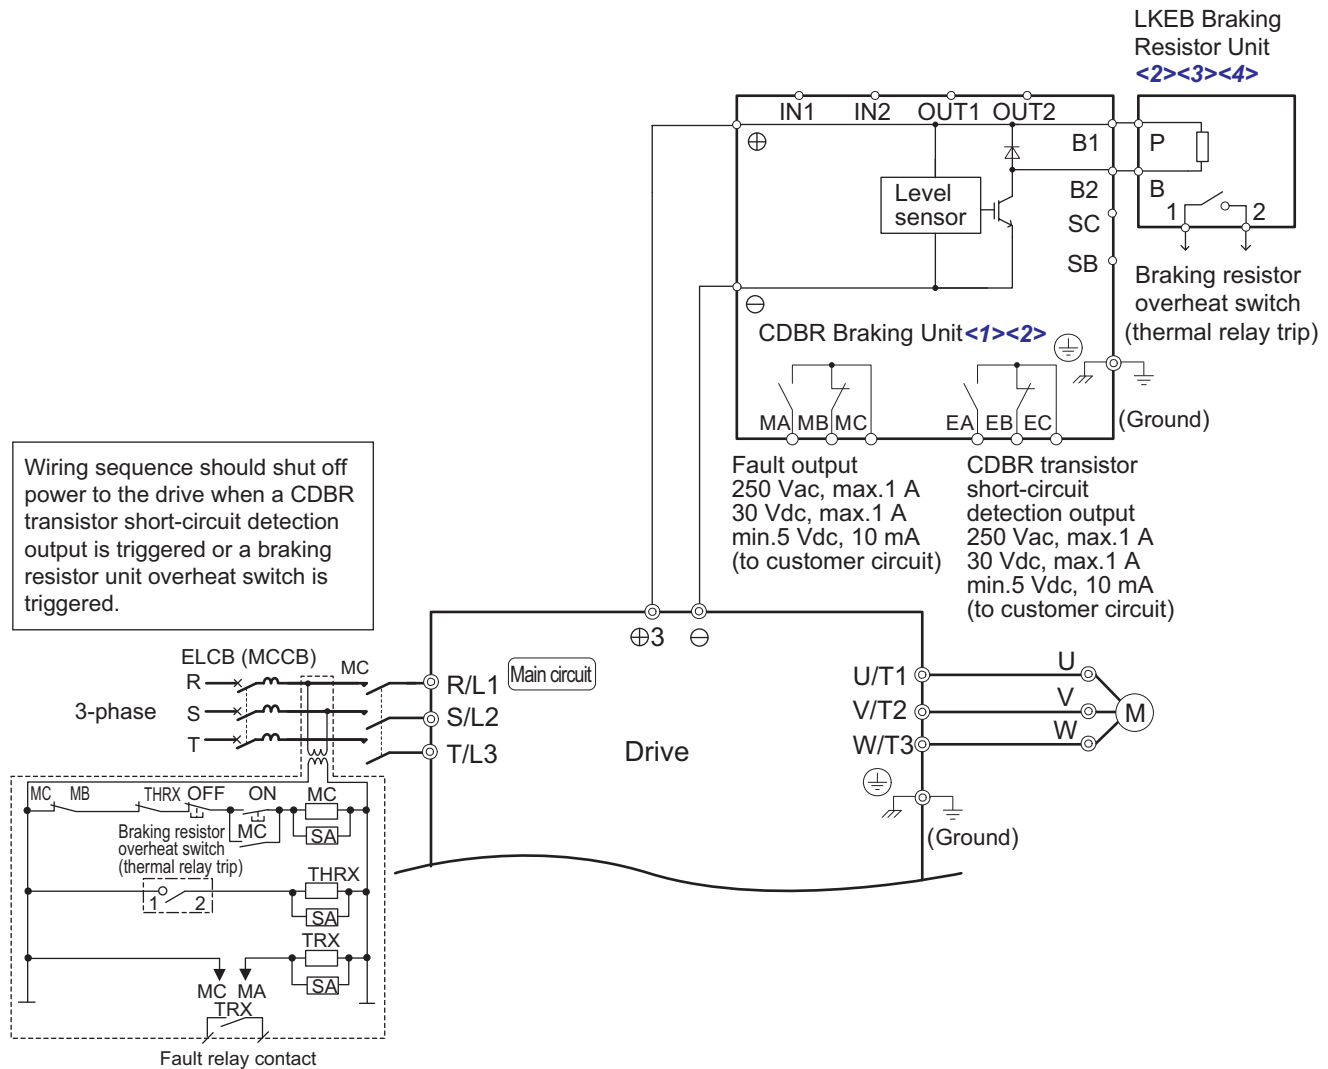 LKEB Braking
Resistor Unit
<2><3><4>
IN1 IN2 OUT1 OUT2
⊕
B1
P
B2
B
Level
sensor
SC
1 2
SB
Braking resistor
overheat switch
(thermal relay trip)
⊖
CDBR Braking Unit<1><2>
MA MB MC
EA EB EC
(Ground)
Fault output
250 Vac, max.1 A
30 Vdc, max.1 A
min.5 Vdc, 10 mA
(to customer circuit)
CDBR transistor
short-circuit
detection output
250 Vac, max.1 A
30 Vdc, max.1 A
min.5 Vdc, 10 mA
(to customer circuit)
Wiring sequence should shut off
power to the drive when a CDBR
transistor short-circuit detection
output is triggered or a braking
resistor unit overheat switch is
triggered.
⊕3 ⊖
ELCB (MCCB)
MC
3-phase
R
S
T
R/L1
S/L2
T/L3
Main circuit
Drive
U/T1
V/T2
W/T3
U
V
W
M
(Ground)
MC MB THRX OFF ON MC
MC
SA
Braking resistor
overheat switch
(thermal relay trip)
1 2
THRX
SA
TRX
SA
MC MA
TRX
Fault relay contact